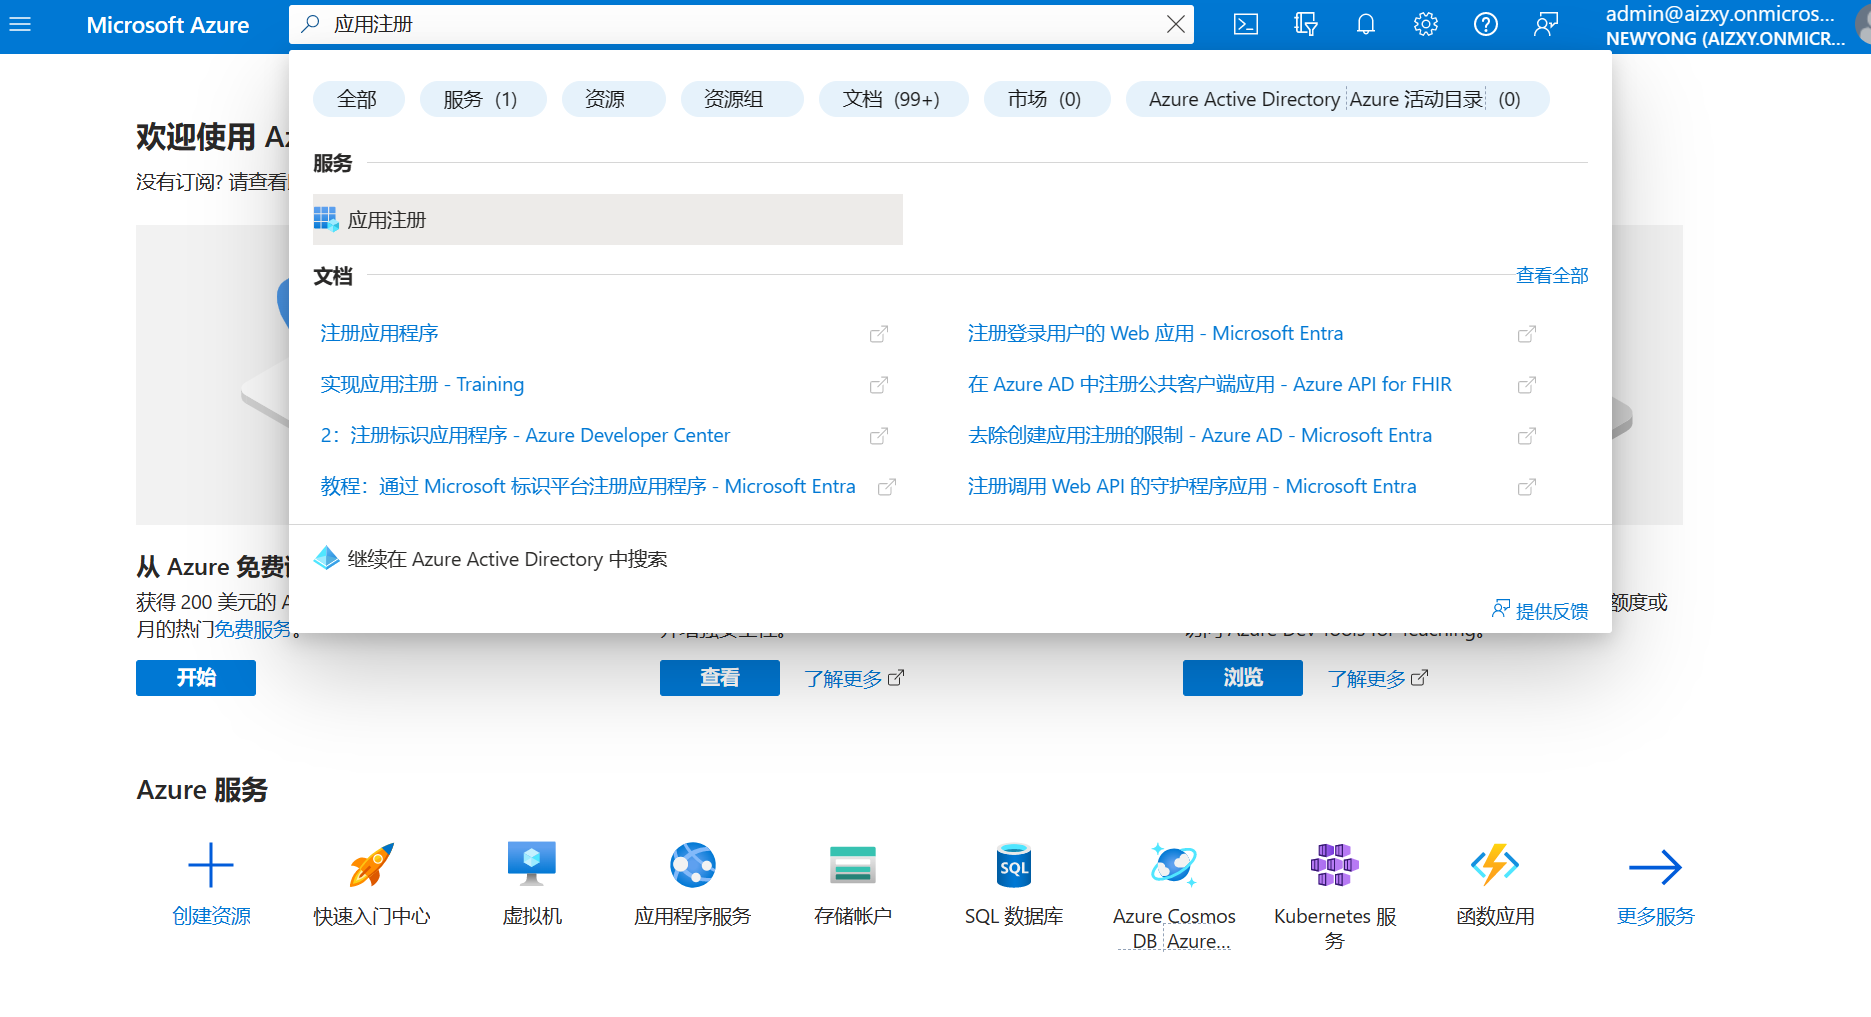 Microsoft Azure
应用注册
admin@aizxy.onmicros...
NEWYONG (AIZXY.ONMICR...
全部
服务 (1)
资源
资源组
文档 (99+)
市场 (0)
Azure Active Directory Azure 活动目录 (0)
欢迎使用 Az
没有订阅? 请查看
服务
应用注册
文档
查看全部
注册应用程序
注册登录用户的 Web 应用 - Microsoft Entra
实现应用注册 - Training
在 Azure AD 中注册公共客户端应用 - Azure API for FHIR
2：注册标识应用程序 - Azure Developer Center
去除创建应用注册的限制 - Azure AD - Microsoft Entra
教程：通过 Microsoft 标识平台注册应用程序 - Microsoft Entra
注册调用 Web API 的守护程序应用 - Microsoft Entra
继续在 Azure Active Directory 中搜索
提供反馈
从 Azure 免费
获得 200 美元的 A
额度或
月的热门免费服务。
访问 Azure Dev Tools for Teaching。
开始
查看
了解更多
浏览
了解更多
Azure 服务
创建资源
快速入门中心
虚拟机
应用程序服务
存储帐户
SQL
SQL 数据库
Azure Cosmos
DB Azure...
Kubernetes 服
务
函数应用
更多服务